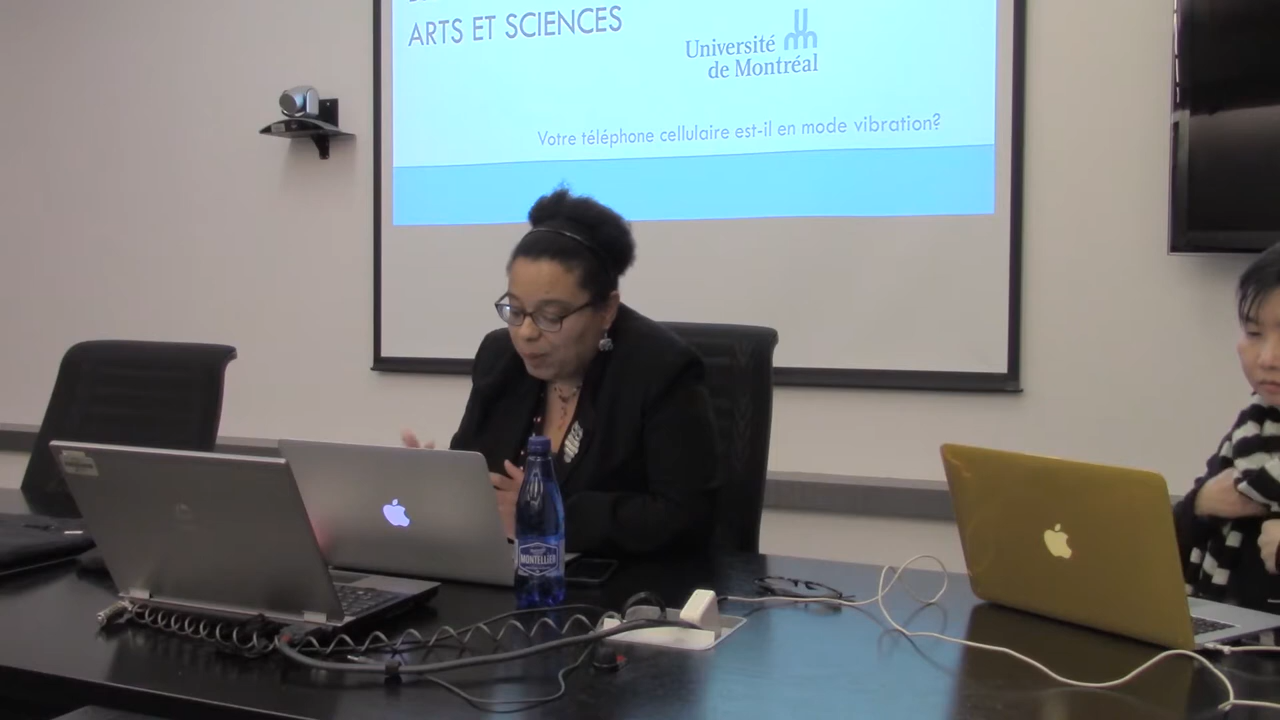 ARTS ET SCIENCES
Université
de Montréal
Votre téléphone cellulaire est-il en mode vibration?
MONTELLIER